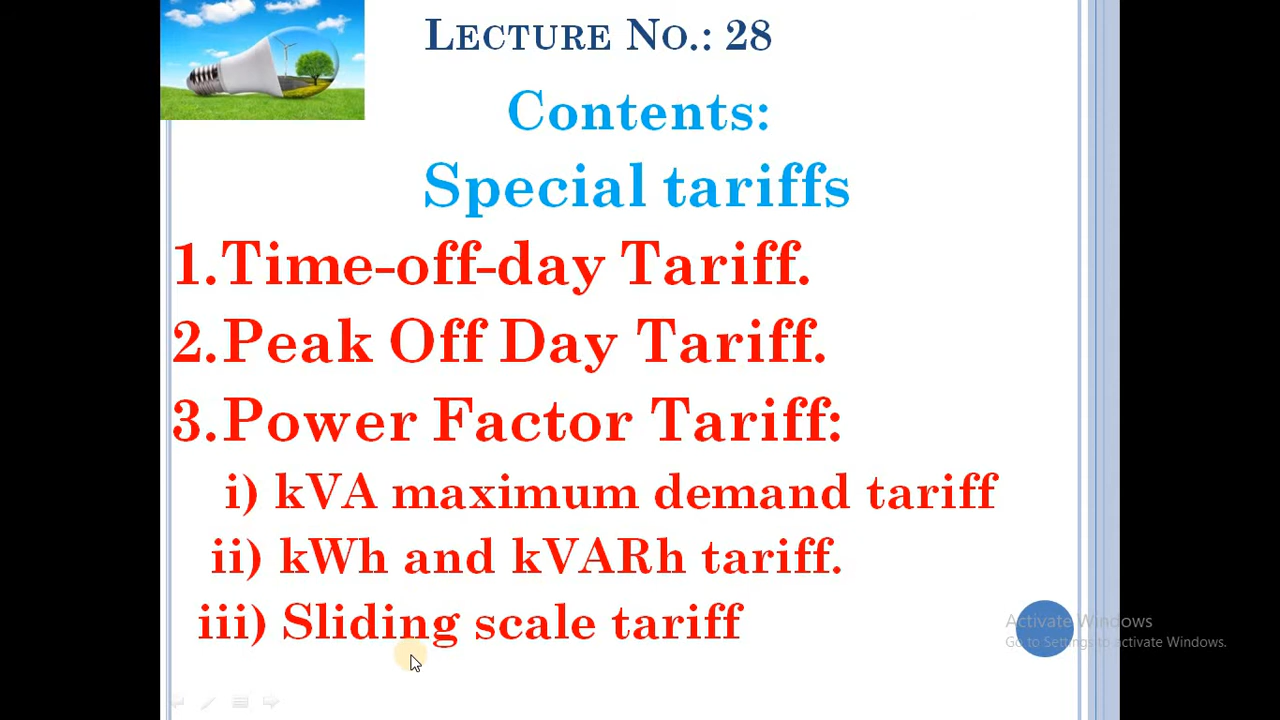 LECTURE NO.: 28
Contents:
Special tariffs
1.Time-off-day Tariff.
2.Peak Off Day Tariff.
3.Power Factor Tariff:
i) kVA maximum demand tariff
ii) kWh and kVARh tariff.
iii) Sliding scale tariff
Activate Windows
Go to Settings to activate Windows.